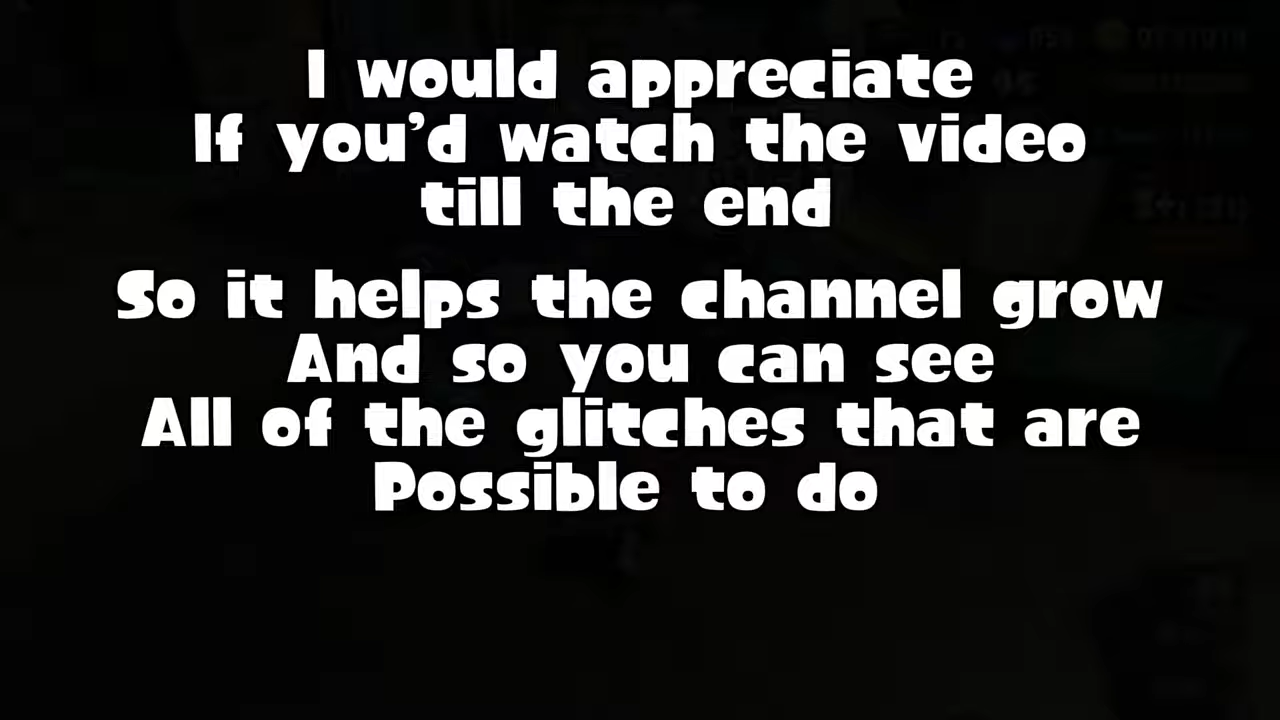 I would appreciate
If you'd watch the video
till the end
So it helps the channel grow
And so you can see
All of the glitches that are
Possible to do